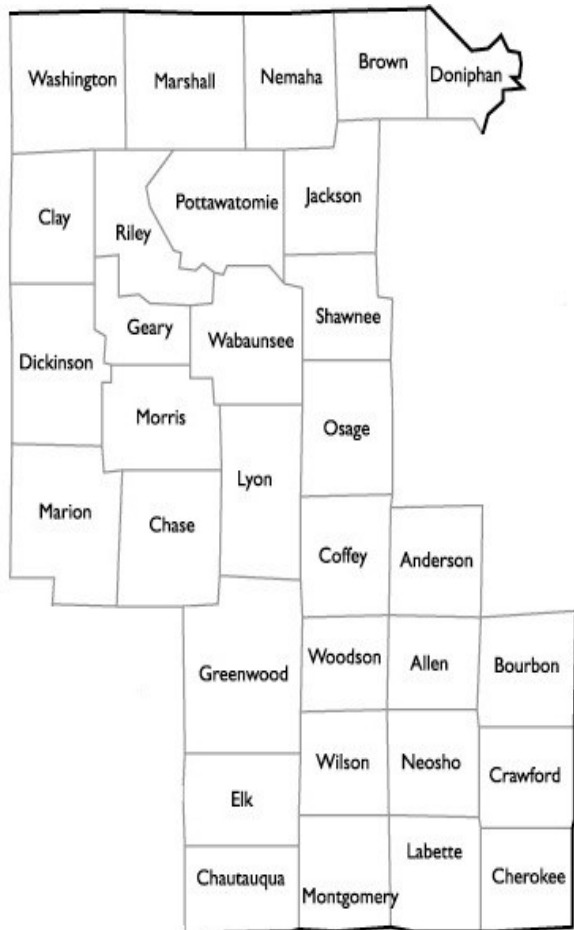 Washington
Marshall
Nemaha
Brown
Doniphan
Clay
Riley
Pottawatomie
Jackson
Geary
Wabaunsee
Shawnee
Dickinson
Morris
Osage
Lyon
Marion
Chase
Coffey
Anderson
Greenwood
Woodson
Allen
Bourbon
Wilson
Neosho
Crawford
Elk
Labette
Chautauqua
Montgomery
Cherokee